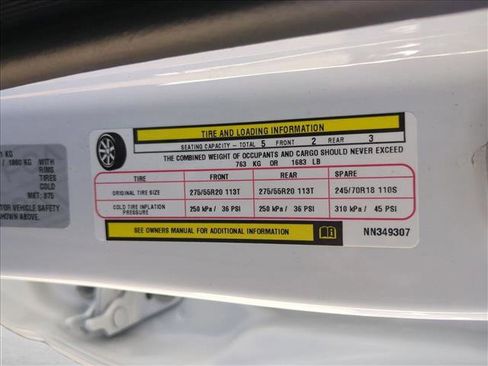 KG
/ 1860 KG WITH
RIMS
TIRES
COLD
TOR VEHICLE SAFETY
SHOWN ABOVE.
TIRE AND LOADING INFORMATION
SEATING CAPACITY - TOTAL 5 FRONT 2 REAR 3
THE COMBINED WEIGHT OF OCCUPANTS AND CARGO SHOULD NEVER EXCEED
763 KG OR 1683 LB
TIRE FRONT REAR SPARE
ORIGINAL TIRE SIZE 275/55R20 113T 275/55R20 113T 245/70R18 110S
COLD TIRE INFLATION PRESSURE 250 kPa / 36 PSI 250 kPa / 36 PSI 310 kPa / 45 PSI
SEE OWNERS MANUAL FOR ADDITIONAL INFORMATION NN349307